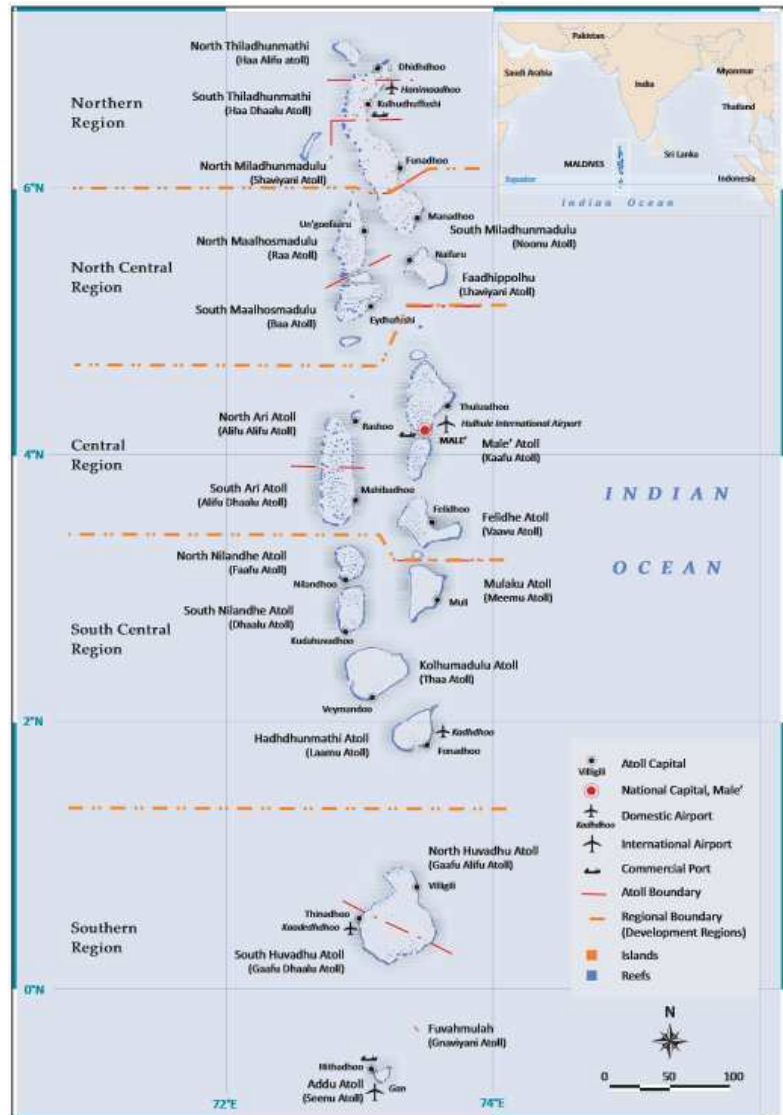 North Thiladhunmathi
(Haa Alifu atoll)
Dhidhdhoo
Hanimaadhoo
South Thiladhunmathi
(Haa Dhaalu Atoll)
Kulhudhuffushi
Northern
Region
North Miladhunmadulu
(Shaviyani Atoll)
Funadhoo
6°N
Manadhoo
South Miladhunmadulu
(Noonu Atoll)
Un'goofaaru
North Maalhosmadulu
(Raa Atoll)
Naifaru
North Central
Region
Faadhippolhu
(Lhaviyani Atoll)
South Maalhosmadulu
(Baa Atoll)
Eydhafushi
Thulusdhoo
North Ari Atoll
(Alifu Alifu Atoll)
Rashoo
Hulhule International Airport
MALE'
Male' Atoll
(Kaafu Atoll)
Central
Region
4°N
South Ari Atoll
(Alifu Dhaalu Atoll)
Mahibadhoo
Felidhoo
Felidhe Atoll
(Vaavu Atoll)
INDIAN
OCEAN
North Nilandhe Atoll
(Faafu Atoll)
Nilandhoo
Mulaku Atoll
(Meemu Atoll)
Muli
South Nilandhe Atoll
(Dhaalu Atoll)
Kudahuvadhoo
South Central
Region
Kolhumadulu Atoll
(Thaa Atoll)
Veymandoo
2°N
Hadhdhunmathi Atoll
(Laamu Atoll)
Kadhdhoo
Fonadhoo
North Huvadhu Atoll
(Gaafu Alifu Atoll)
Villigili
Thinadhoo
Kaadedhdhoo
Southern
Region
South Huvadhu Atoll
(Gaafu Dhaalu Atoll)
0°N
Fuvahmulah
(Gnaviyani Atoll)
Hithadhoo
Addu Atoll
(Seenu Atoll)
Gan
72°E
74°E
Pakistan
Saudi Arabia
India
Myanmar
Thailand
Sri Lanka
MALDIVES
Equator
Indonesia
Indian Ocean
Villigili
Atoll Capital
National Capital, Male'
Kadhdhoo
Domestic Airport
International Airport
Commercial Port
Atoll Boundary
Regional Boundary
(Development Regions)
Islands
Reefs
N
0 50 100